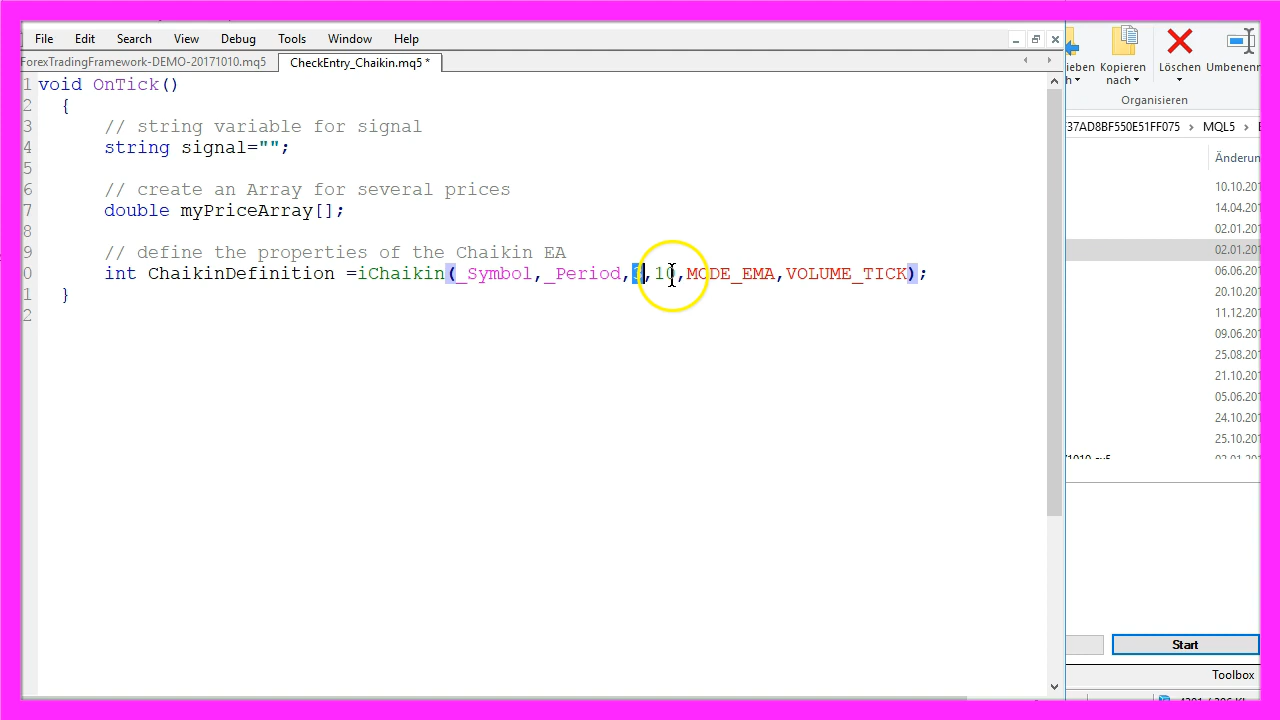 File Edit Search View Debug Tools Window Help
ForexTradingFramework-DEMO-20171010.mq5 CheckEntry_Chaikin.mq5 *
1 void OnTick()
2 {
3 // string variable for signal
4 string signal="";
5
6 // create an Array for several prices
7 double myPriceArray[];
8
9 // define the properties of the Chaikin EA
0 int ChaikinDefinition =iChaikin(_Symbol,_Period,3,10,MODE_EMA,VOLUME_TICK);
1 }
2
ieben Kopieren Löschen Umbenenn
h nach
Organisieren
37AD8BF550E51FF075 MQL5
Änderun
10.10.201
14.04.201
02.01.201
02.01.201
06.06.201
20.10.201
11.12.201
09.06.201
25.08.201
21.10.201
05.06.201
24.10.201
25.10.201
Start
Toolbox